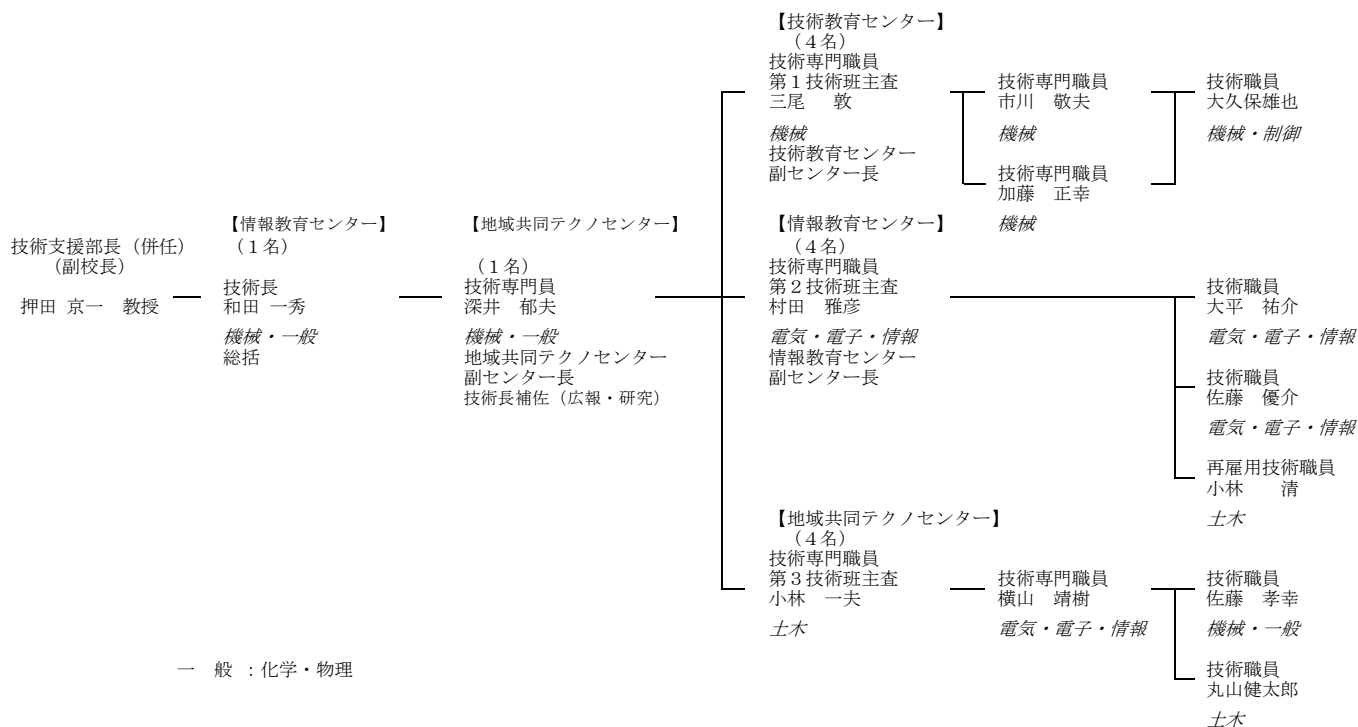 技術支援部長（併任）
（副校長）
押田 京一　教授
【情報教育センター】
（１名）
技術長
和田 一秀
機械・一般
総括
【地域共同テクノセンター】
（１名）
技術専門員
深井　郁夫
機械・一般
地域共同テクノセンター
副センター長
技術長補佐（広報・研究）
【技術教育センター】
（４名）
技術専門職員
第１技術班主査
三尾　敦
機械
技術教育センター
副センター長
技術専門職員
市川　敬夫
機械
技術専門職員
加藤　正幸
機械
技術職員
大久保雄也
機械・制御
【情報教育センター】
（４名）
技術専門職員
第２技術班主査
村田　雅彦
電気・電子・情報
情報教育センター
副センター長
技術職員
大平　祐介
電気・電子・情報
技術職員
佐藤　優介
電気・電子・情報
再雇用技術職員
小林　　清
土木
【地域共同テクノセンター】
（４名）
技術専門職員
第３技術班主査
小林　一夫
土木
技術専門職員
横山　靖樹
電気・電子・情報
技術職員
佐藤　孝幸
機械・一般
技術職員
丸山健太郎
土木
一　般 ：化学・物理